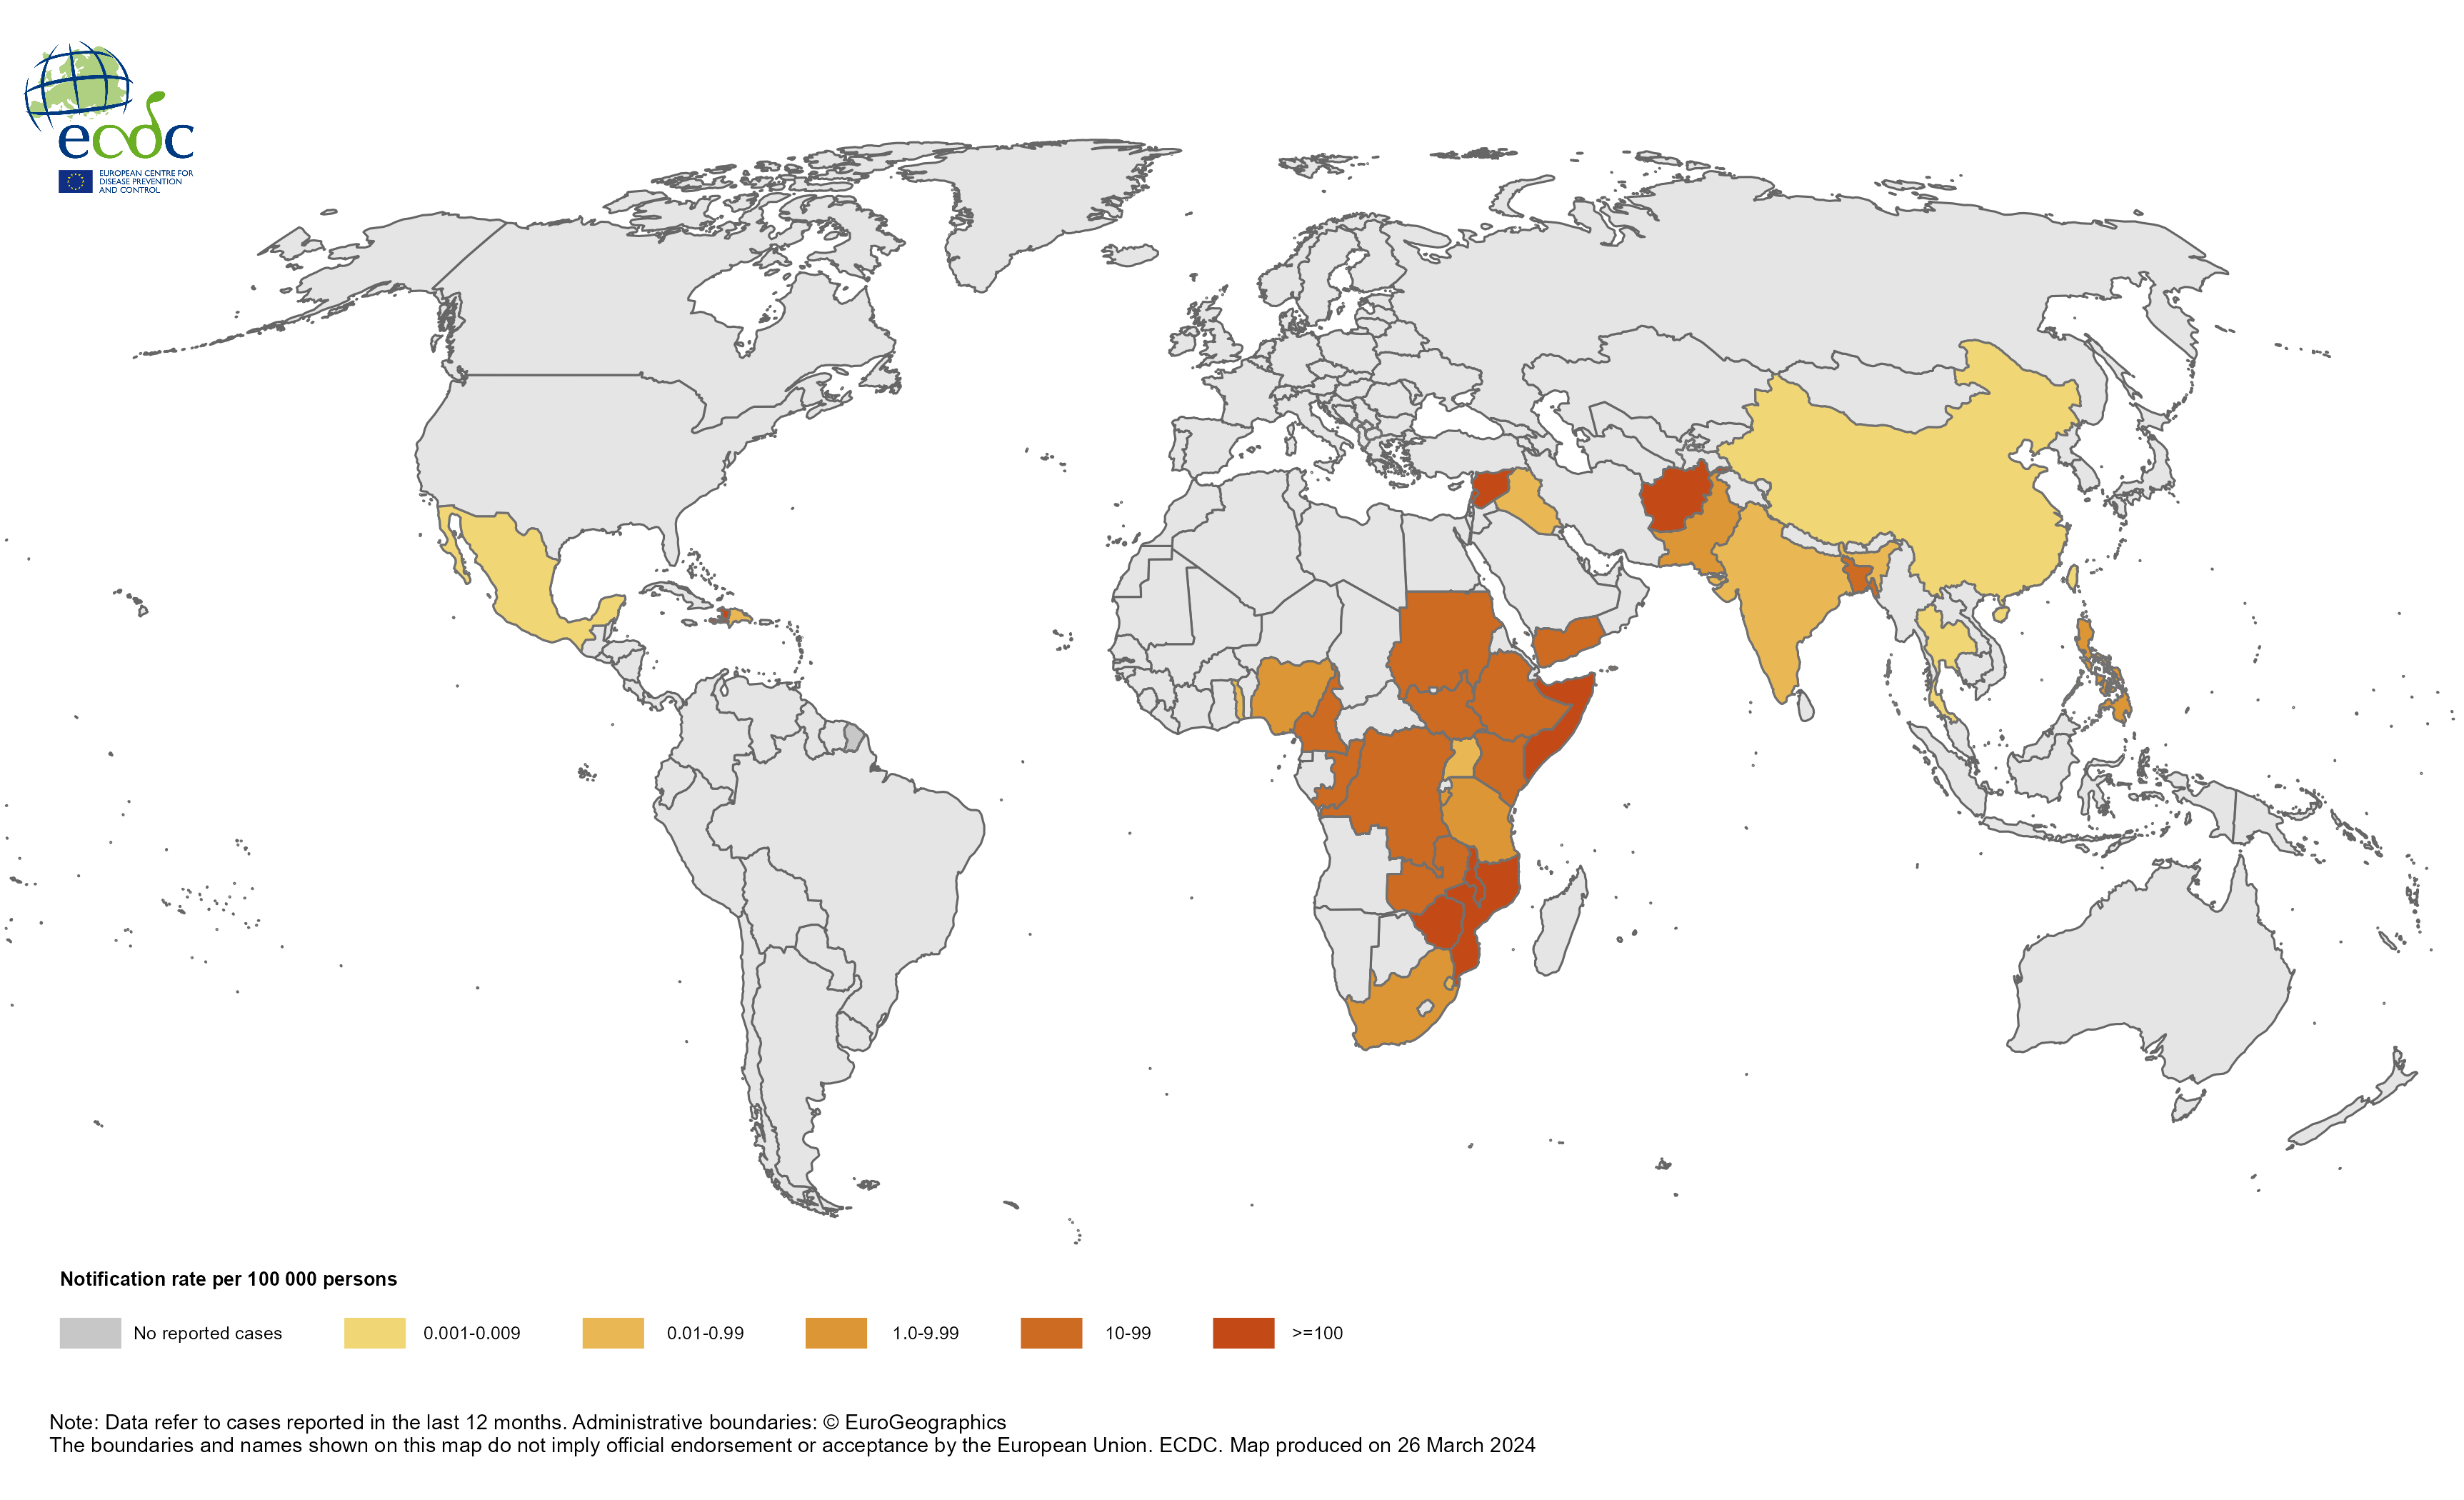 ecdc
EUROPEAN CENTRE FOR
DISEASE PREVENTION
AND CONTROL
Notification rate per 100 000 persons
No reported cases
0.001-0.009
0.01-0.99
1.0-9.99
10-99
>=100
Note: Data refer to cases reported in the last 12 months. Administrative boundaries: © EuroGeographics
The boundaries and names shown on this map do not imply official endorsement or acceptance by the European Union. ECDC. Map produced on 26 March 2024